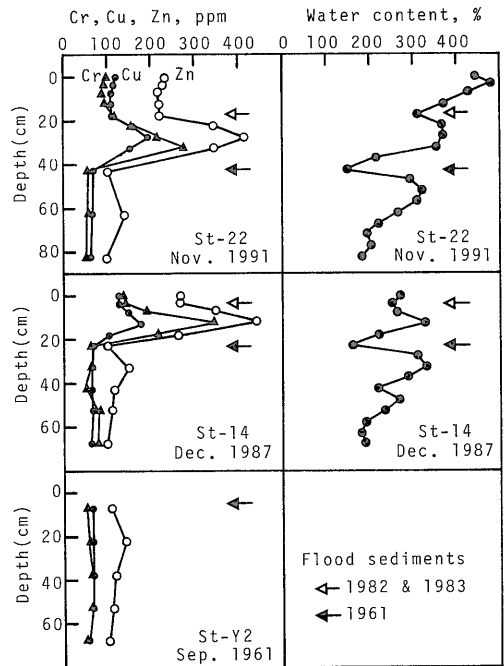 Cr, Cu, Zn, ppm
Water content, %
0 100 200 300 400
100 200 300 400
Cr Cu Zn
Depth(cm)
0
20
40
60
80
St-22
Nov. 1991
St-22
Nov. 1991
Depth(cm)
0
20
40
60
St-14
Dec. 1987
St-14
Dec. 1987
Depth(cm)
0
20
40
60
St-Y2
Sep. 1961
Flood sediments
1982 & 1983
1961